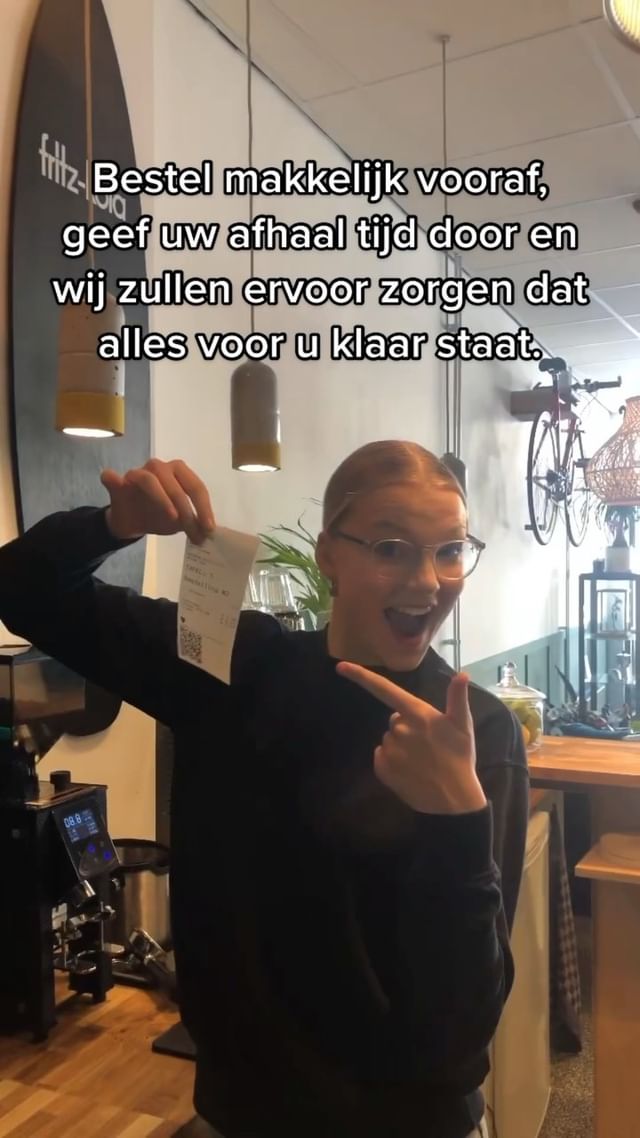 fritz-kola
Bestel makkelijk vooraf,
geef uw afhaal tijd door en
wij zullen ervoor zorgen dat
alles voor u klaar staat.